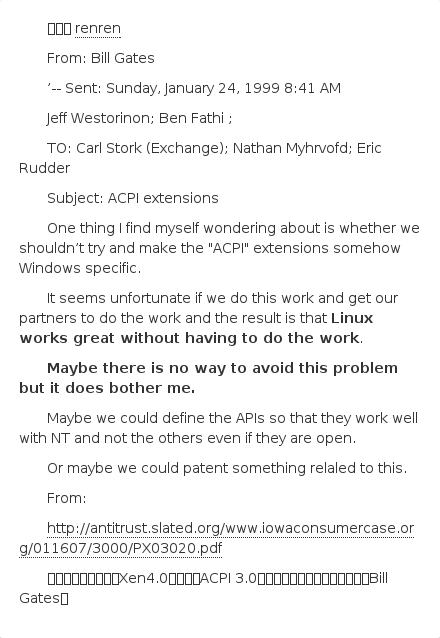 renren
From: Bill Gates
’-- Sent: Sunday, January 24, 1999 8:41 AM
Jeff Westorinon; Ben Fathi ;
TO: Carl Stork (Exchange); Nathan Myhrvofd; Eric
Rudder
Subject: ACPI extensions
One thing I find myself wondering about is whether we
shouldn’t try and make the "ACPI" extensions somehow
Windows specific.
It seems unfortunate if we do this work and get our
partners to do the work and the result is that Linux
works great without having to do the work.
Maybe there is no way to avoid this problem
but it does bother me.
Maybe we could define the APIs so that they work well
with NT and not the others even if they are open.
Or maybe we could patent something relaled to this.
From:
http://antitrust.slated.org/www.iowaconsumercase.or
g/011607/3000/PX03020.pdf
Xen4.0 ACPI 3.0 Bill
Gates